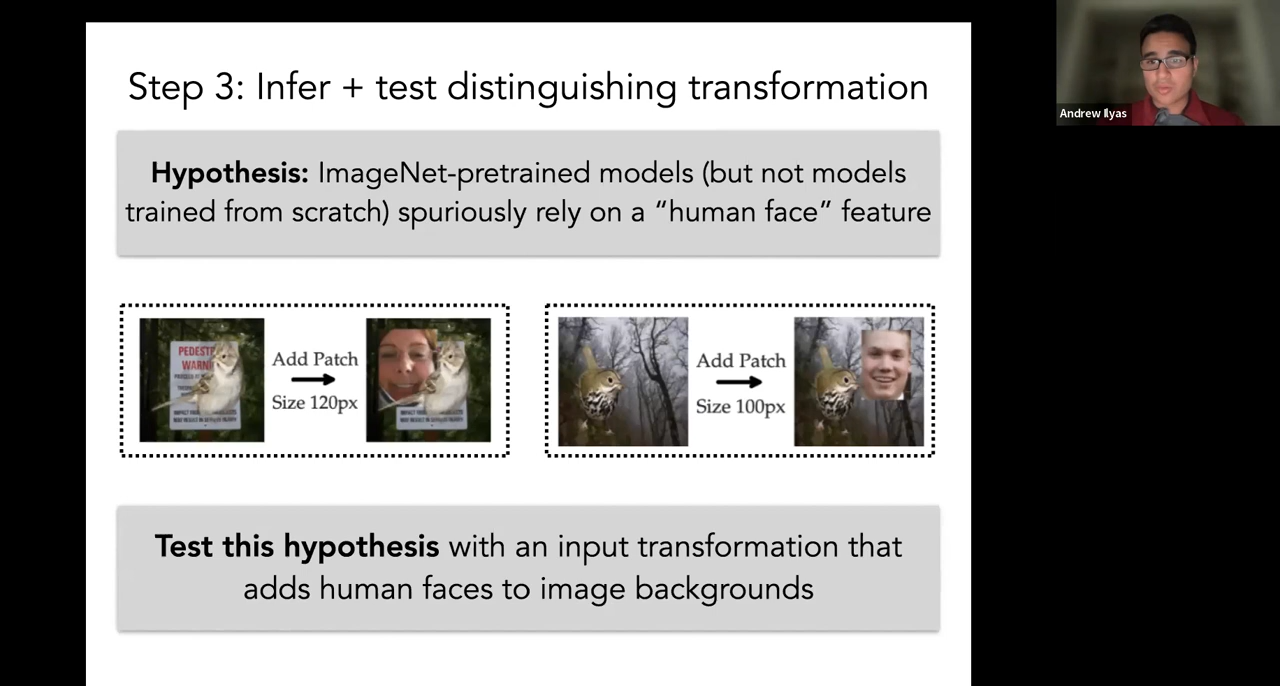 Step 3: Infer + test distinguishing transformation
Andrew Ilyas
Hypothesis: ImageNet-pretrained models (but not models
trained from scratch) spuriously rely on a “human face” feature
PEDEST
WARNI
Add Patch
Size 120px
Add Patch
Size 100px
Test this hypothesis with an input transformation that
adds human faces to image backgrounds